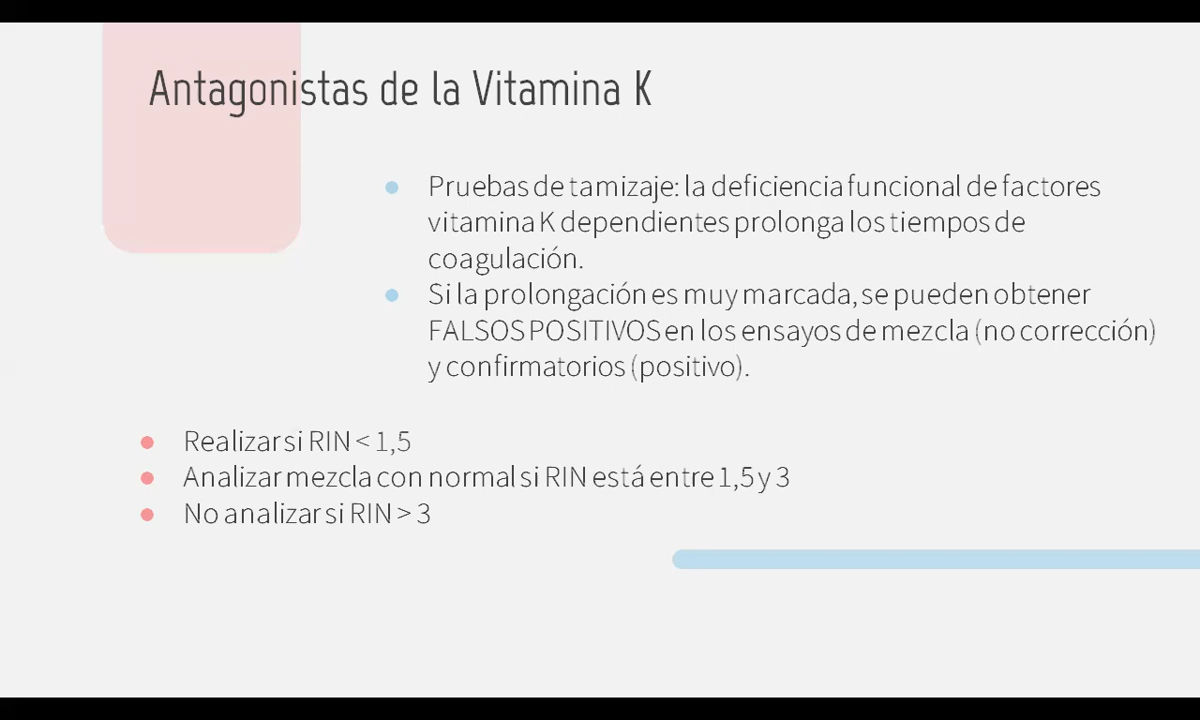 Antagonistas de la Vitamina K
Pruebas de tamizaje: la deficiencia funcional de factores
vitamina K dependientes prolonga los tiempos de
coagulación.
Si la prolongación es muy marcada, se pueden obtener
FALSOS POSITIVOS en los ensayos de mezcla (no corrección)
y confirmatorios (positivo).
Realizar si RIN < 1,5
Analizar mezcla con normal si RIN está entre 1,5 y 3
No analizar si RIN > 3